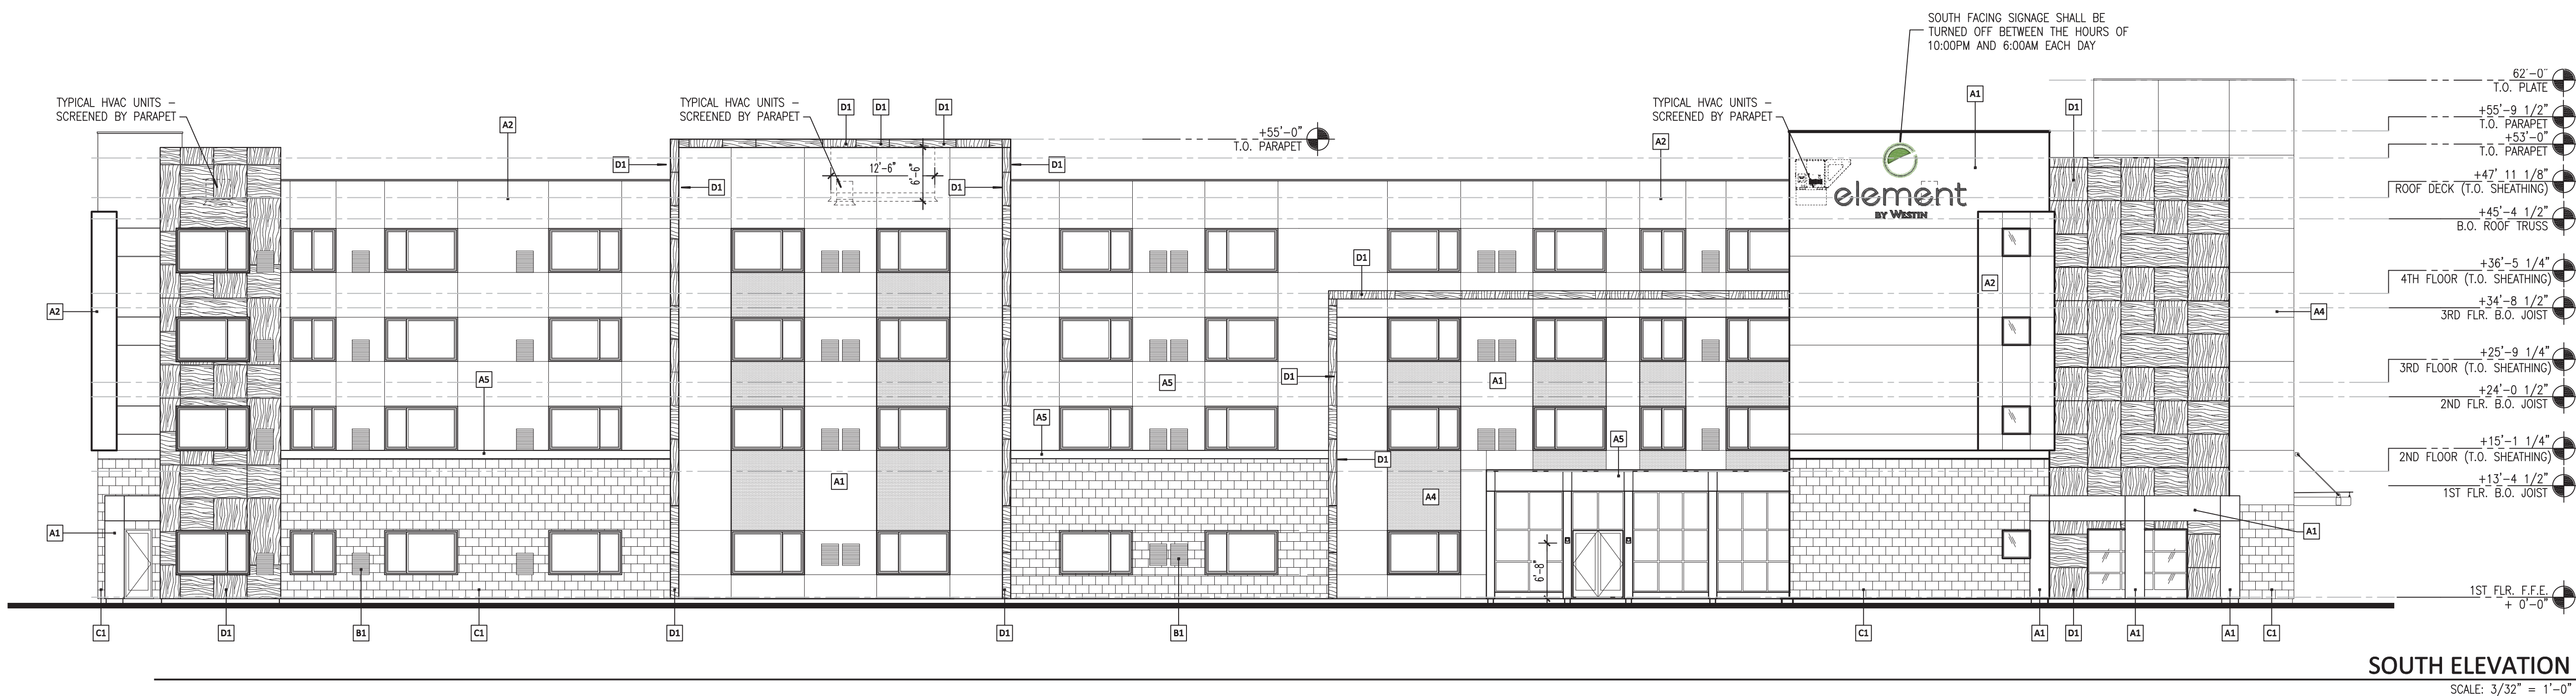 SOUTH FACING SIGNAGE SHALL BE
TURNED OFF BETWEEN THE HOURS OF
10:00PM AND 6:00AM EACH DAY
TYPICAL HVAC UNITS –
SCREENED BY PARAPET
TYPICAL HVAC UNITS –
SCREENED BY PARAPET
TYPICAL HVAC UNITS –
SCREENED BY PARAPET
A2
D1
D1
D1
D1
D1
D1
D1
12'-6"
6'-6"
+55'-0"
T.O. PARAPET
A2
A1
D1
element
BY WESTIN
62'-0"
T.O. PLATE
+55'-9 1/2"
T.O. PARAPET
+53'-0"
T.O. PARAPET
+47' 11 1/8"
ROOF DECK (T.O. SHEATHING)
+45'-4 1/2"
B.O. ROOF TRUSS
+36'-5 1/4"
4TH FLOOR (T.O. SHEATHING)
+34'-8 1/2"
3RD FLR. B.O. JOIST
+25'-9 1/4"
3RD FLOOR (T.O. SHEATHING)
+24'-0 1/2"
2ND FLR. B.O. JOIST
+15'-1 1/4"
2ND FLOOR (T.O. SHEATHING)
+13'-4 1/2"
1ST FLR. B.O. JOIST
1ST FLR. F.F.E.
+ 0'-0"
D1
A2
A2
A4
A5
A5
D1
A1
A5
A5
D1
A1
A4
A1
A1
6'-8"
C1
D1
B1
C1
D1
D1
B1
C1
A1
D1
A1
A1
C1
SOUTH ELEVATION
SCALE: 3/32" = 1'-0"